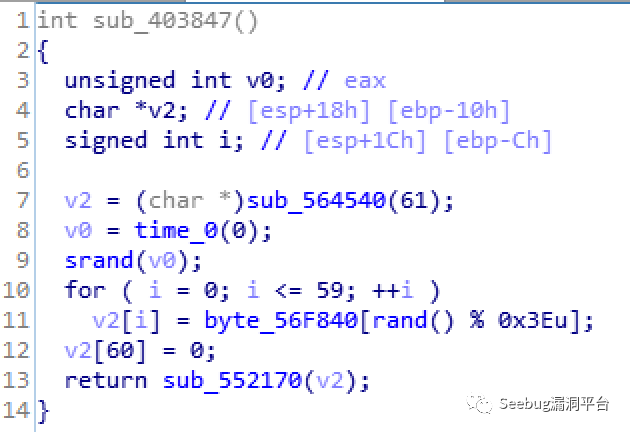 1 int sub_403847()
2 {
3   unsigned int v0; // eax
4   char *v2; // [esp+18h] [ebp-10h]
5   signed int i; // [esp+1Ch] [ebp-Ch]
6
7   v2 = (char *)sub_564540(61);
8   v0 = time_0(0);
9   srand(v0);
10   for ( i = 0; i <= 59; ++i )
11     v2[i] = byte_56F840[rand() % 0x3Eu];
12   v2[60] = 0;
13   return sub_552170(v2);
14 }
Seebug漏洞平台